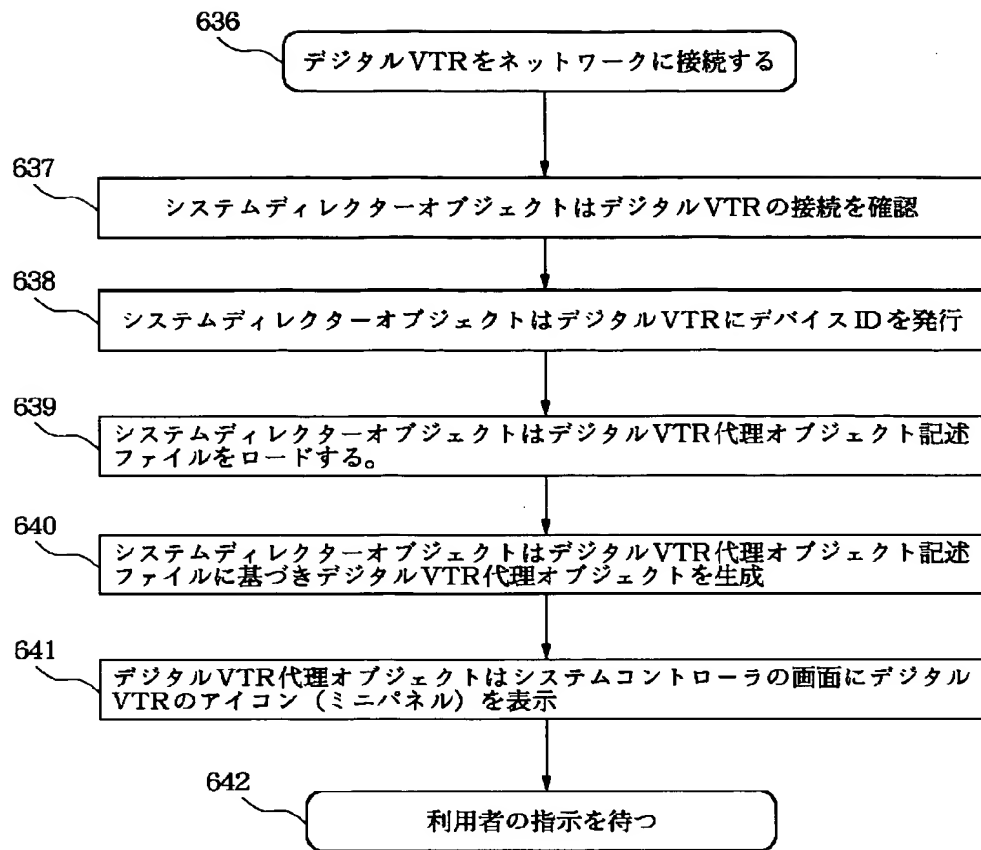 636
デジタルVTRをネットワークに接続する
637
システムディレクターオブジェクトはデジタルVTRの接続を確認
638
システムディレクターオブジェクトはデジタルVTRにデバイスIDを発行
639
システムディレクターオブジェクトはデジタルVTR代理オブジェクト記述
ファイルをロードする。
640
システムディレクターオブジェクトはデジタルVTR代理オブジェクト記述
ファイルに基づきデジタルVTR代理オブジェクトを生成
641
デジタルVTR代理オブジェクトはシステムコントローラの画面にデジタル
VTRのアイコン（ミニパネル）を表示
642
利用者の指示を待つ